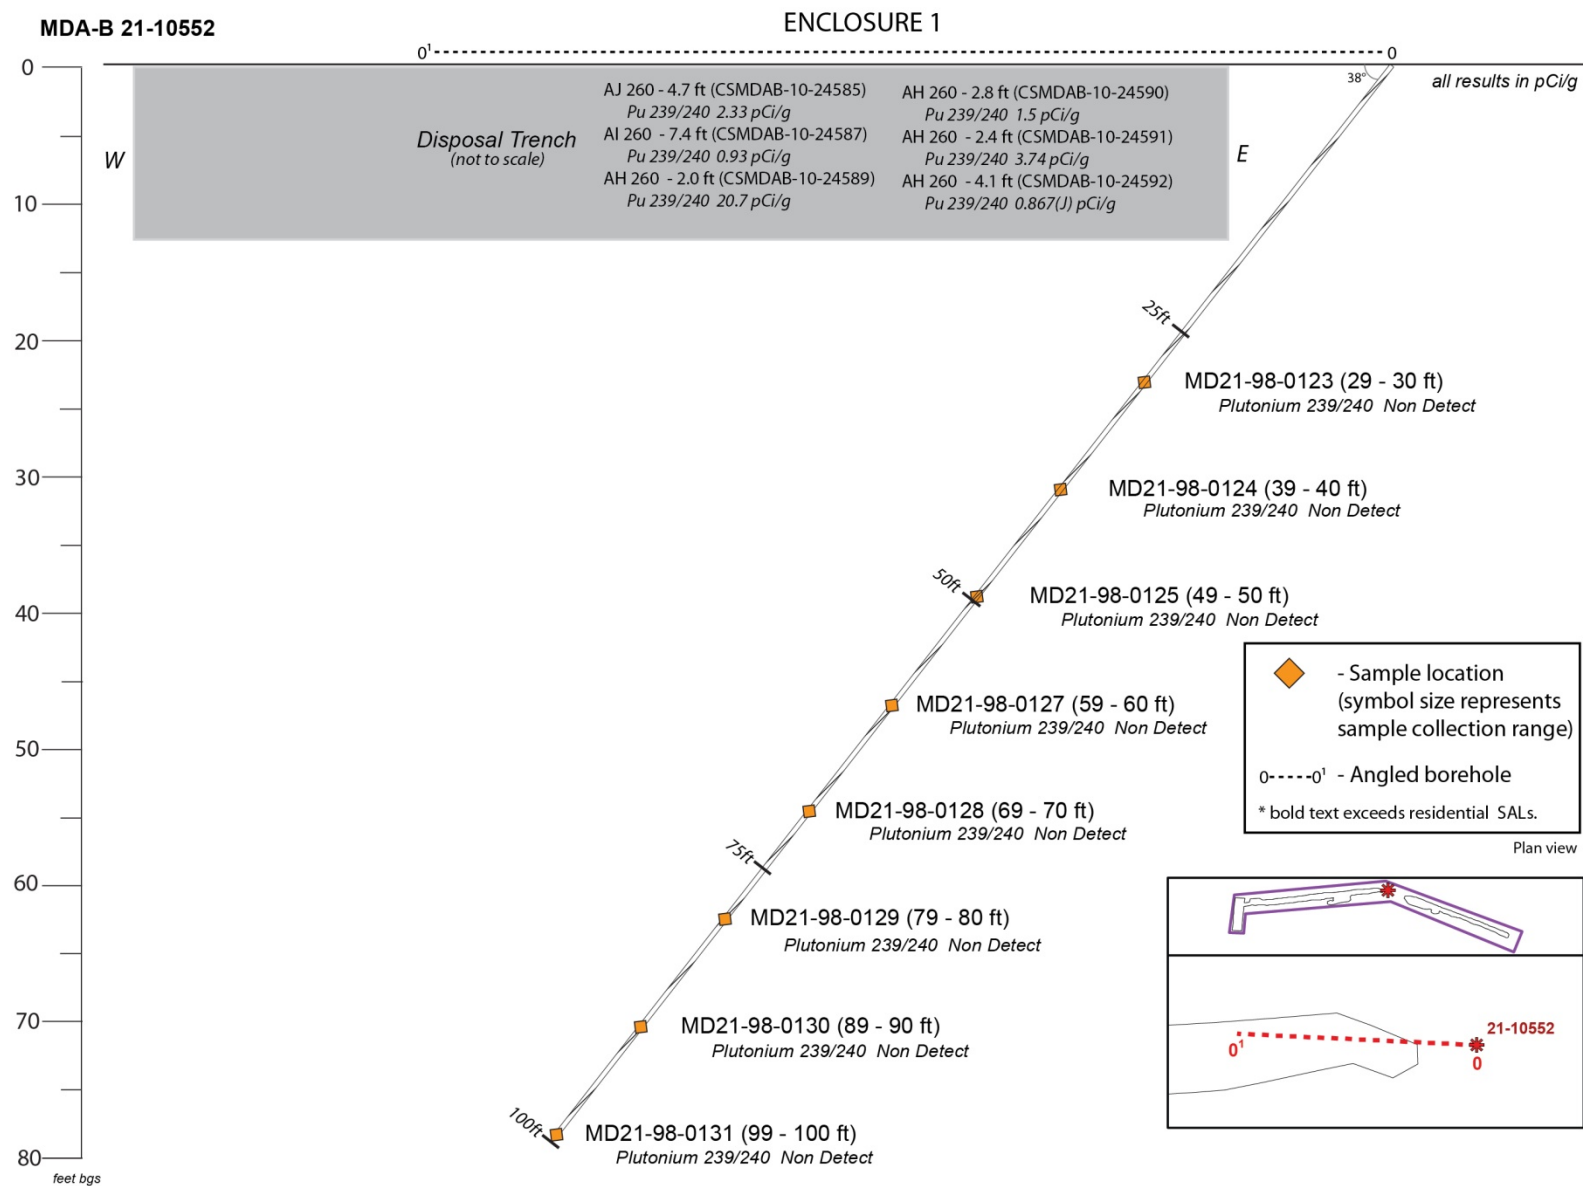 MDA-B 21-10552
ENCLOSURE 1
0¹
0
38°
all results in pCi/g
0
10
20
30
40
50
60
70
80
feet bgs
W
E
Disposal Trench
(not to scale)
AJ 260 - 4.7 ft (CSMDAB-10-24585)
Pu 239/240 2.33 pCi/g
AI 260 - 7.4 ft (CSMDAB-10-24587)
Pu 239/240 0.93 pCi/g
AH 260 - 2.0 ft (CSMDAB-10-24589)
Pu 239/240 20.7 pCi/g
AH 260 - 2.8 ft (CSMDAB-10-24590)
Pu 239/240 1.5 pCi/g
AH 260 - 2.4 ft (CSMDAB-10-24591)
Pu 239/240 3.74 pCi/g
AH 260 - 4.1 ft (CSMDAB-10-24592)
Pu 239/240 0.867(J) pCi/g
25ft
MD21-98-0123 (29 - 30 ft)
Plutonium 239/240 Non Detect
MD21-98-0124 (39 - 40 ft)
Plutonium 239/240 Non Detect
50ft
MD21-98-0125 (49 - 50 ft)
Plutonium 239/240 Non Detect
MD21-98-0127 (59 - 60 ft)
Plutonium 239/240 Non Detect
MD21-98-0128 (69 - 70 ft)
Plutonium 239/240 Non Detect
75ft
MD21-98-0129 (79 - 80 ft)
Plutonium 239/240 Non Detect
MD21-98-0130 (89 - 90 ft)
Plutonium 239/240 Non Detect
100ft
MD21-98-0131 (99 - 100 ft)
Plutonium 239/240 Non Detect
- Sample location
(symbol size represents
sample collection range)
0-----0¹ - Angled borehole
* bold text exceeds residential SALs.
Plan view
21-10552
0¹
0